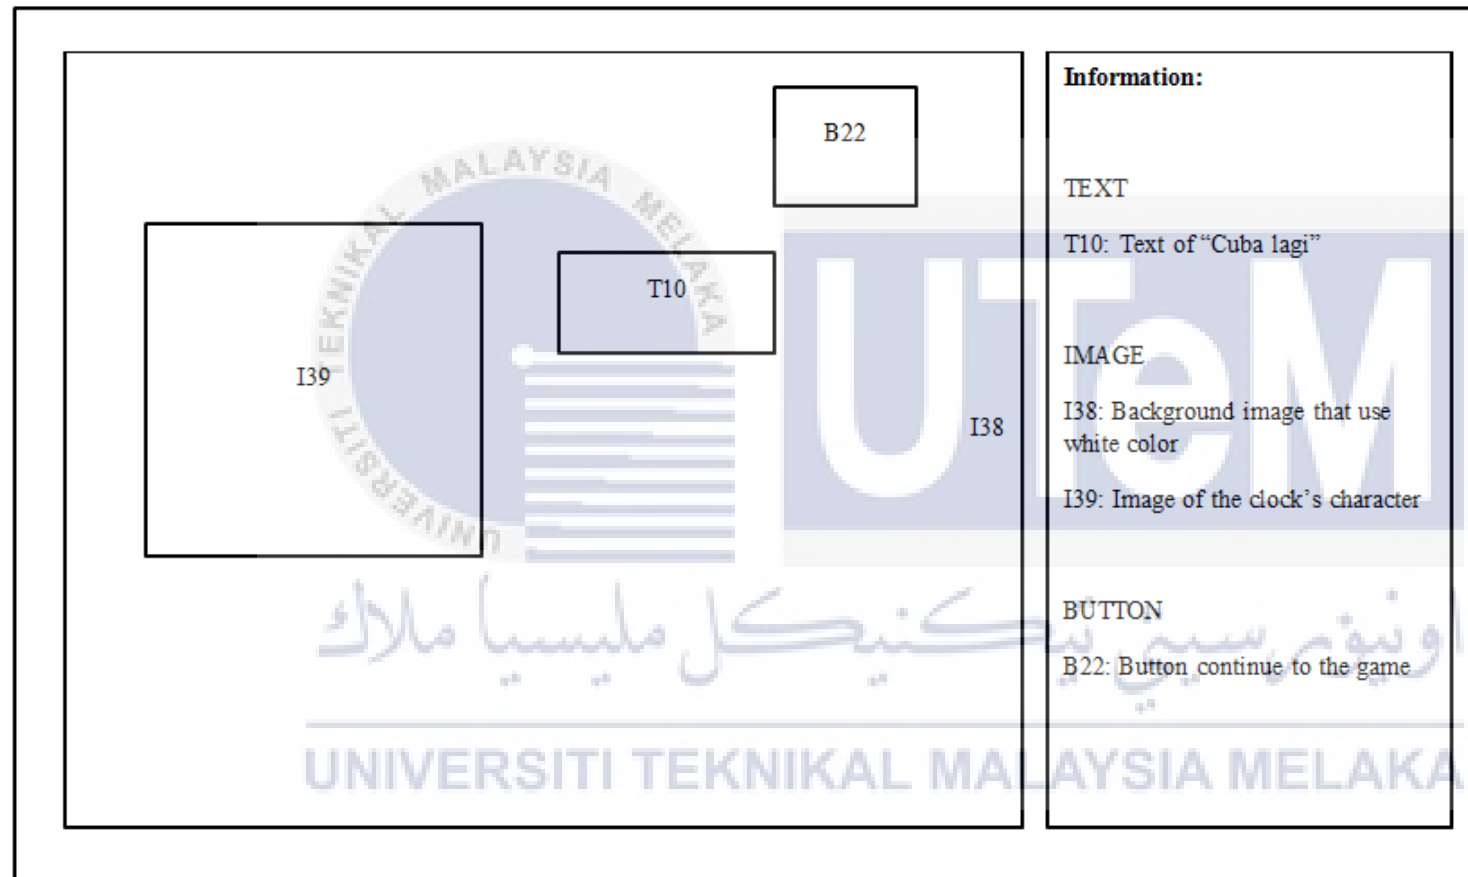 B22
T10
I39
I38
Information:
TEXT
T10: Text of “Cuba lagi”
IMAGE
I38: Background image that use
white color
I39: Image of the clock’s character
BUTTON
B22: Button continue to the game
UNIVERSITI TEKNIKAL MALAYSIA MELAKA
UTeM
اونيۏرسيتي تيكنيكل مليسيا ملاك
UNIVERSITI TEKNIKAL MALAYSIA MELAKA